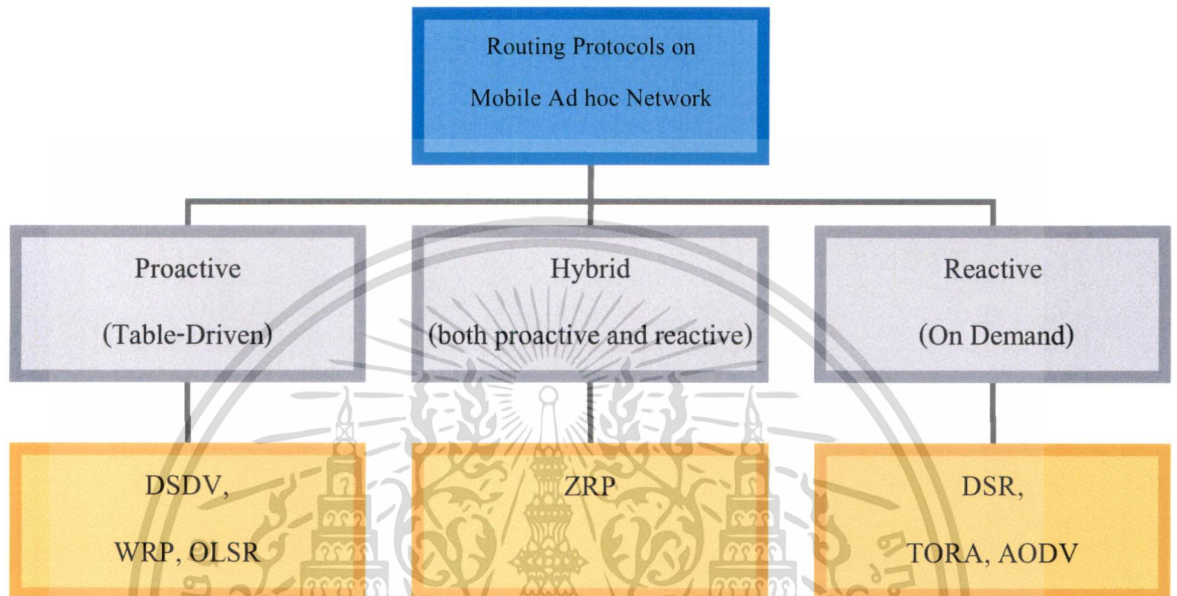 Routing Protocols on
Mobile Ad hoc Network
Proactive
(Table-Driven)
Hybrid
(both proactive and reactive)
Reactive
(On Demand)
DSDV,
WRP, OLSR
ZRP
DSR,
TORA, AODV